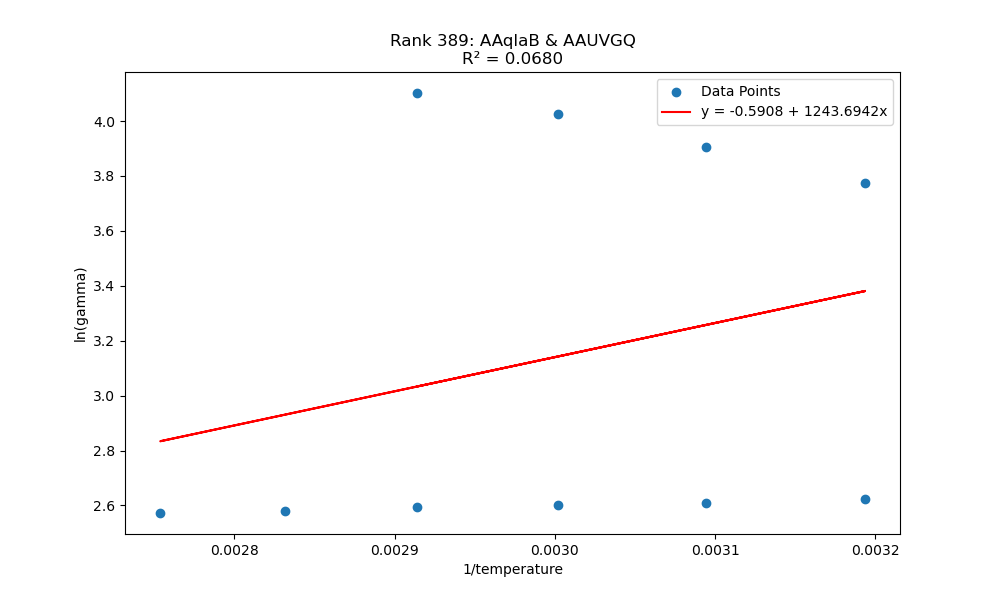 Rank 389: AAqlaB & AAUVGQ
R² = 0.0680
Data Points
y = -0.5908 + 1243.6942x
ln(gamma)
4.0
3.8
3.6
3.4
3.2
3.0
2.8
2.6
0.0028
0.0029
0.0030
0.0031
0.0032
1/temperature